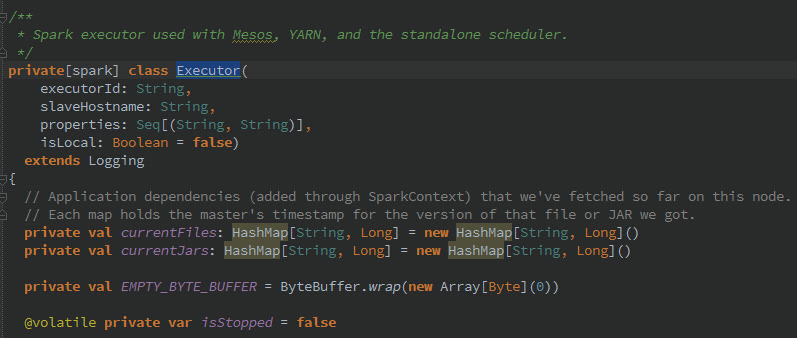 /**
 * Spark executor used with Mesos, YARN, and the standalone scheduler.
 */
private[spark] class Executor(
    executorId: String,
    slaveHostname: String,
    properties: Seq[(String, String)],
    isLocal: Boolean = false)
  extends Logging
{
  // Application dependencies (added through SparkContext) that we've fetched so far on this node.
  // Each map holds the master's timestamp for the version of that file or JAR we got.
  private val currentFiles: HashMap[String, Long] = new HashMap[String, Long]()
  private val currentJars: HashMap[String, Long] = new HashMap[String, Long]()
  private val EMPTY_BYTE_BUFFER = ByteBuffer.wrap(new Array[Byte](0))
  @volatile private var isStopped = false